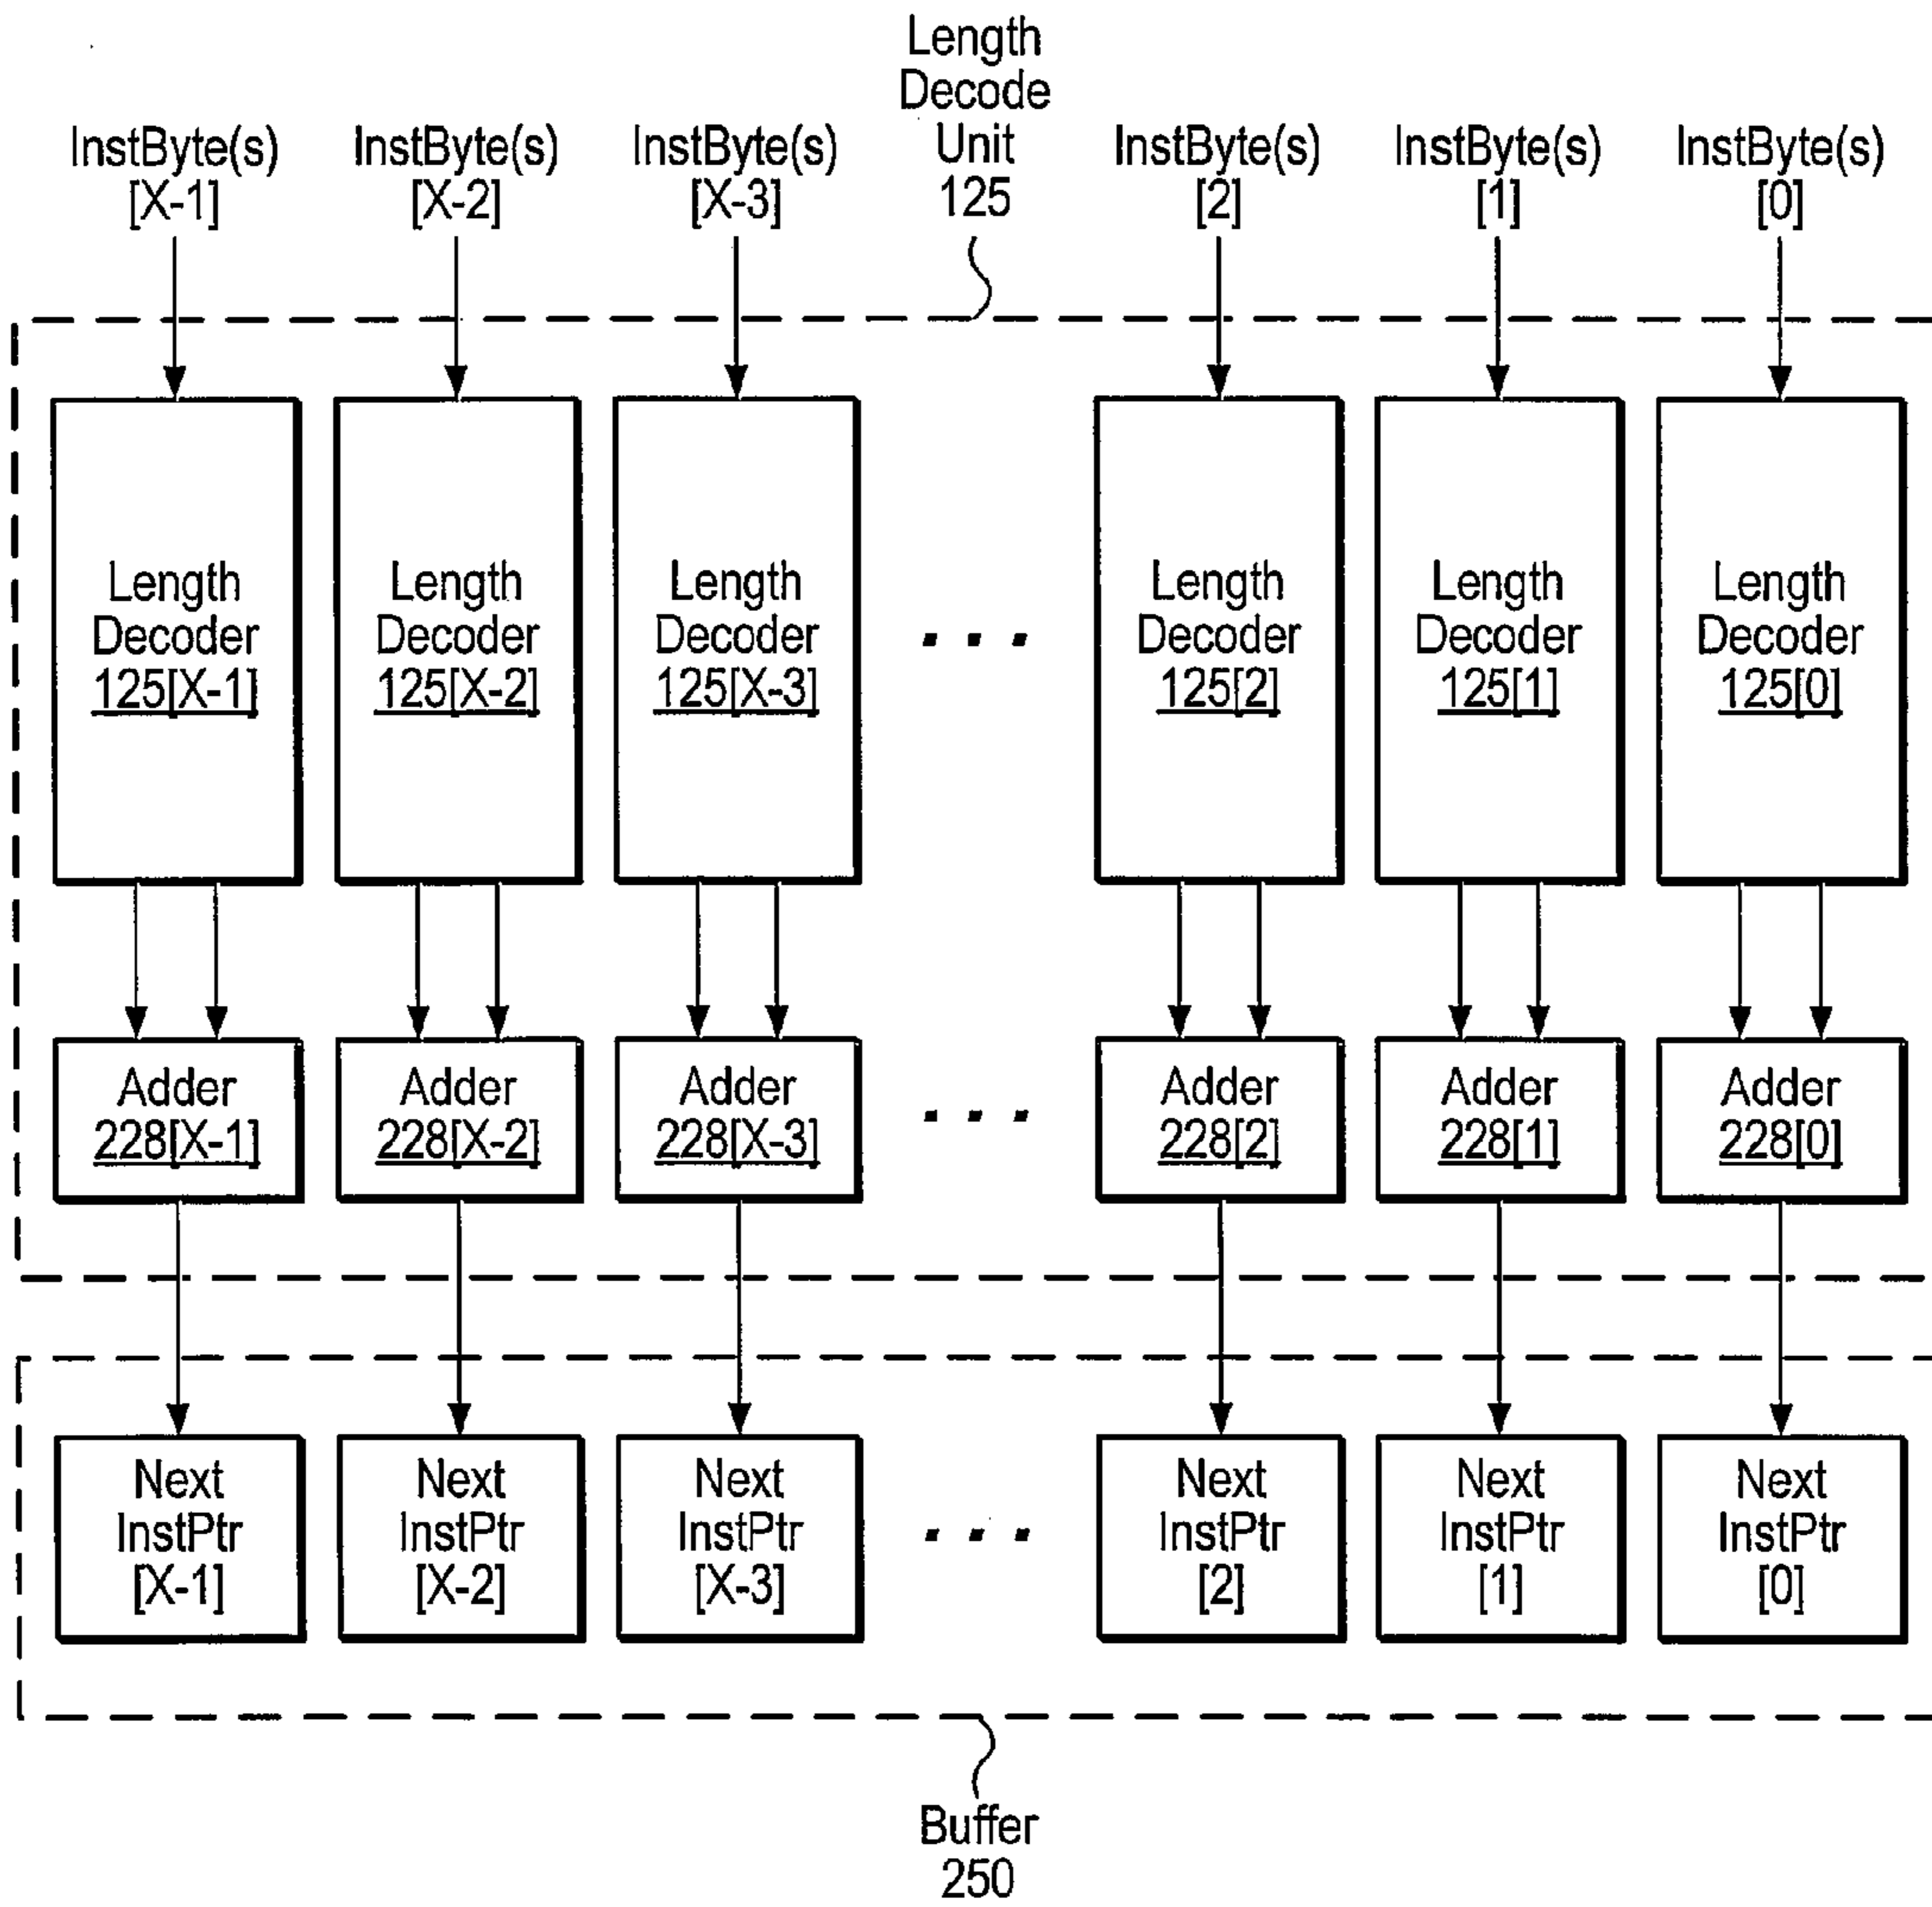 Length
Decode
Unit
125
InstByte(s)
[X-1]
InstByte(s)
[X-2]
InstByte(s)
[X-3]
InstByte(s)
[2]
InstByte(s)
[1]
InstByte(s)
[0]
Length
Decoder
125[X-1]
Length
Decoder
125[X-2]
Length
Decoder
125[X-3]
. . .
Length
Decoder
125[2]
Length
Decoder
125[1]
Length
Decoder
125[0]
Adder
228[X-1]
Adder
228[X-2]
Adder
228[X-3]
. . .
Adder
228[2]
Adder
228[1]
Adder
228[0]
Next
InstPtr
[X-1]
Next
InstPtr
[X-2]
Next
InstPtr
[X-3]
. . .
Next
InstPtr
[2]
Next
InstPtr
[1]
Next
InstPtr
[0]
Buffer
250